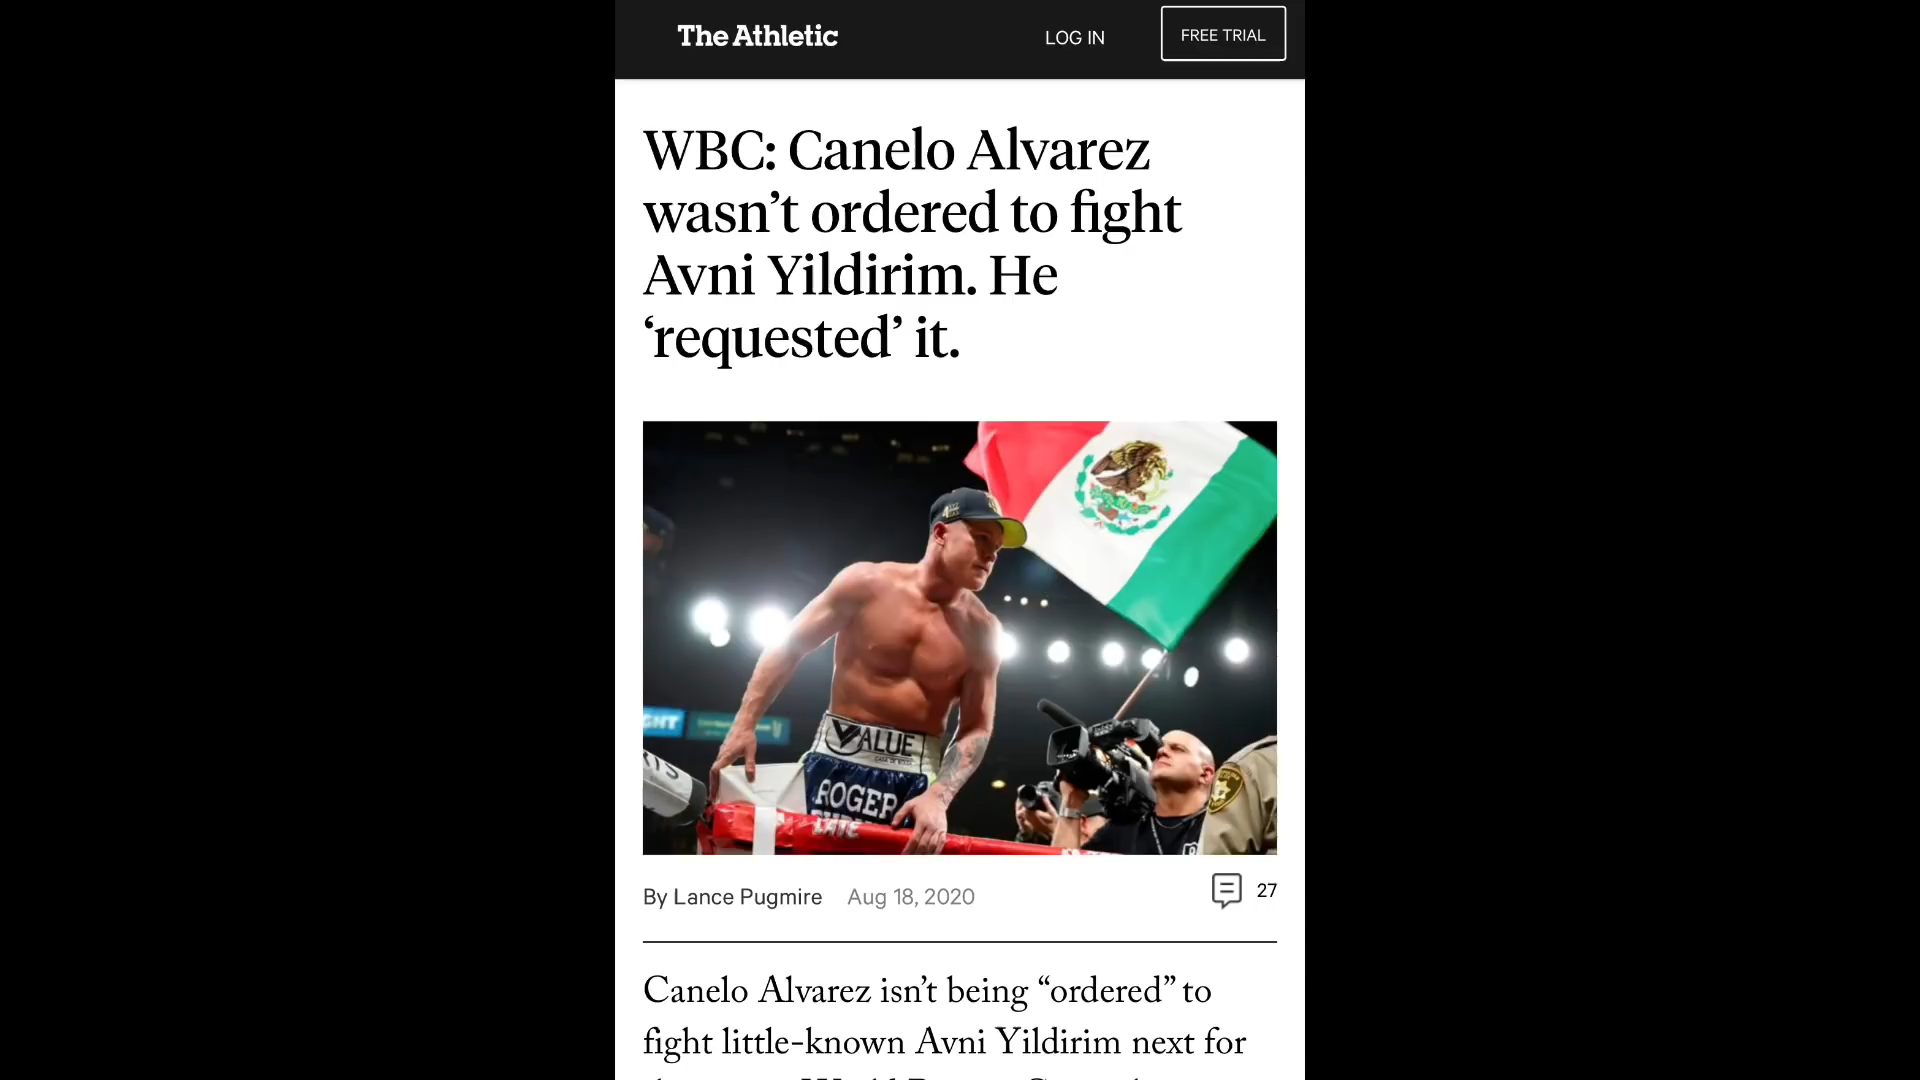 The Athletic
LOG IN
FREE TRIAL
WBC: Canelo Alvarez
wasn’t ordered to fight
Avni Yildirim. He
‘requested’ it.
VALUE
ROGER
By Lance Pugmire
Aug 18, 2020
27
Canelo Alvarez isn’t being “ordered” to
fight little-known Avni Yildirim next for